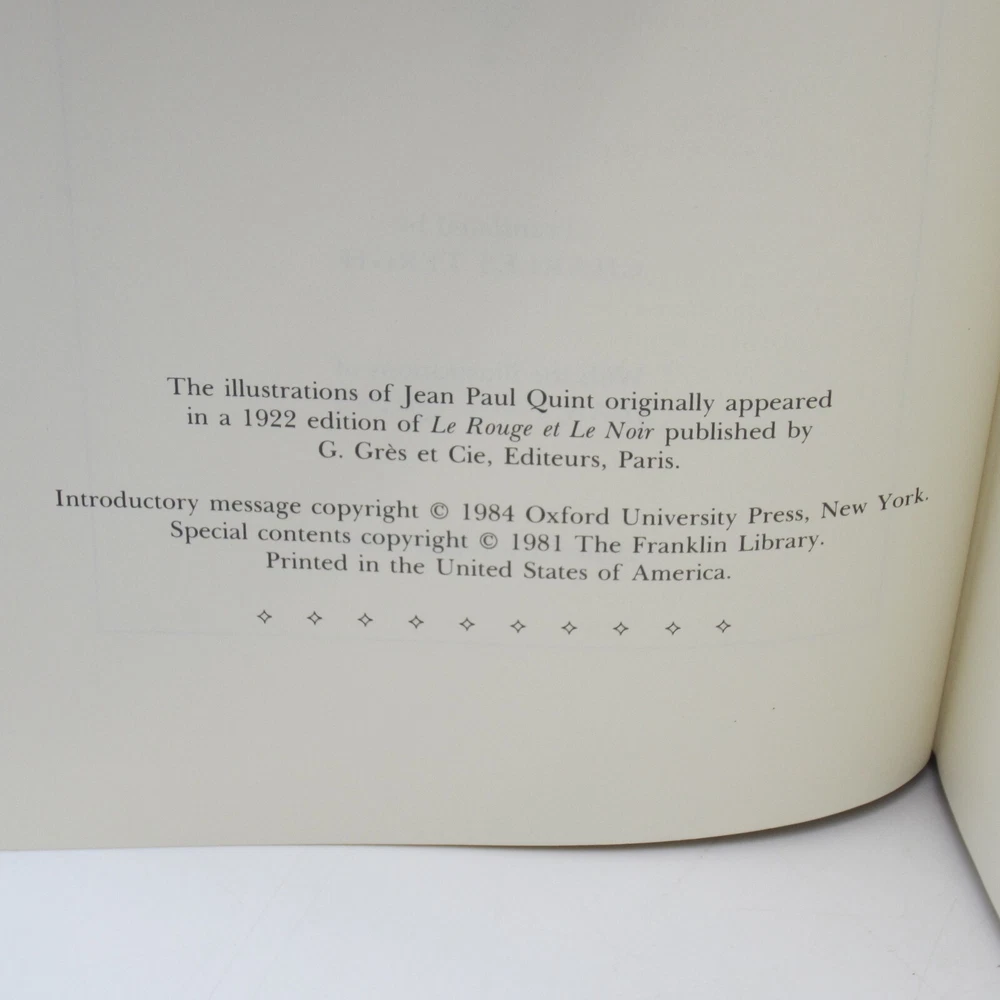 The illustrations of Jean Paul Quint originally appeared
in a 1922 edition of Le Rouge et Le Noir published by
G. Grès et Cie, Editeurs, Paris.
Introductory message copyright © 1984 Oxford University Press, New York.
Special contents copyright © 1981 The Franklin Library.
Printed in the United States of America.